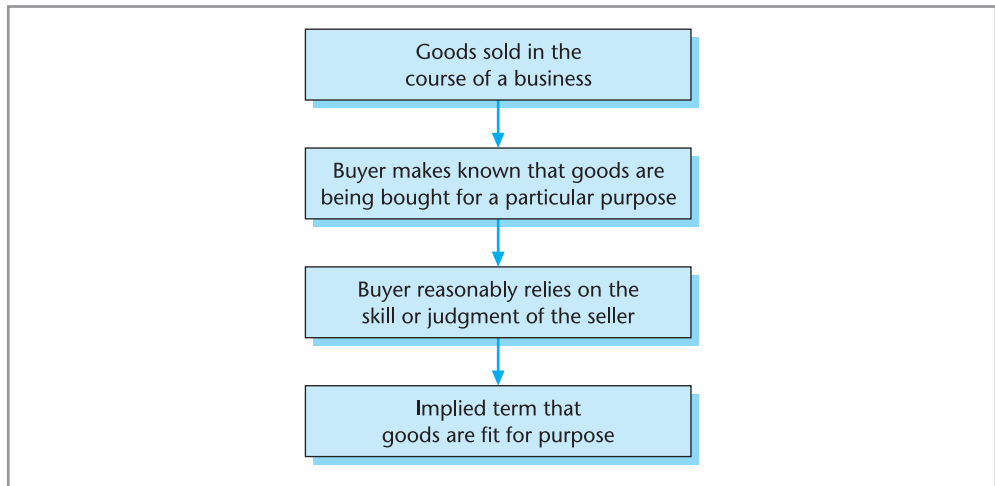 Goods sold in the
course of a business
Buyer makes known that goods are
being bought for a particular purpose
Buyer reasonably relies on the
skill or judgment of the seller
Implied term that
goods are fit for purpose